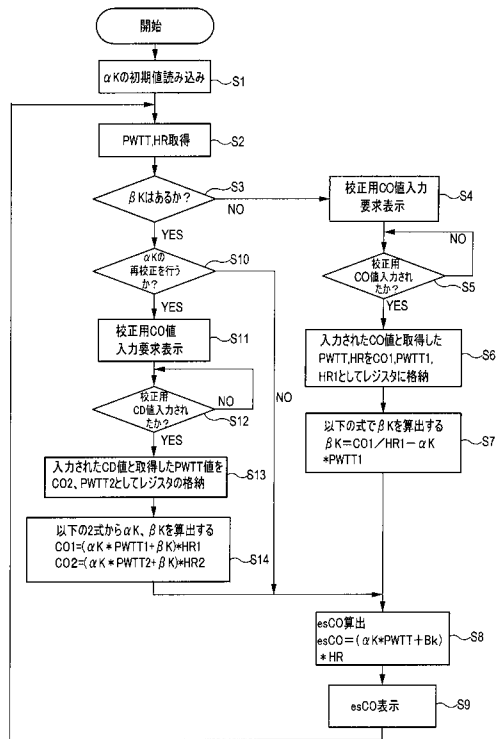 開始
αKの初期値読み込み
S1
PWTT,HR取得
S2
βKはあるか？
S3
NO
YES
校正用CO値入力
要求表示
S4
NO
校正用
CO値入力され
たか？
S5
YES
入力されたCO値と取得した
PWTT,HRをCO1,PWTT1,
HR1としてレジスタに格納
S6
以下の式でβKを算出する
βK=CO1／HR1−αK
*PWTT1
S7
αKの
再校正を行う
か？
S10
YES
NO
校正用CO値
入力要求表示
S11
校正用
CD値入力され
たか？
S12
NO
YES
入力されたCD値と取得したPWTT値を
CO2、PWTT2としてレジスタの格納
S13
以下の2式からαK、βKを算出する
CO1=(αK*PWTT1+βK)*HR1
CO2=(αK*PWTT2+βK)*HR2
S14
esCO算出
esCO=(αK*PWTT+Bk)
*HR
S8
esCO表示
S9